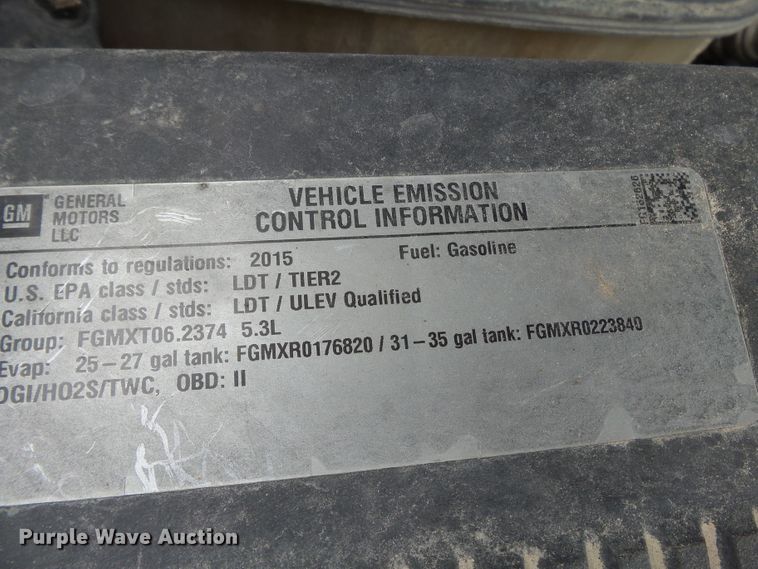 GM
GENERAL
MOTORS
LLC
VEHICLE EMISSION
CONTROL INFORMATION
Conforms to regulations: 2015 Fuel: Gasoline
U.S. EPA class / stds: LDT / TIER2
California class / stds: LDT / ULEV Qualified
Group: FGMXT06.2374 5.3L
Evap: 25-27 gal tank: FGMXR0176820 / 31-35 gal tank: FGMXR0223840
DGI/HO2S/TWC, OBD: II
Purple Wave Auction